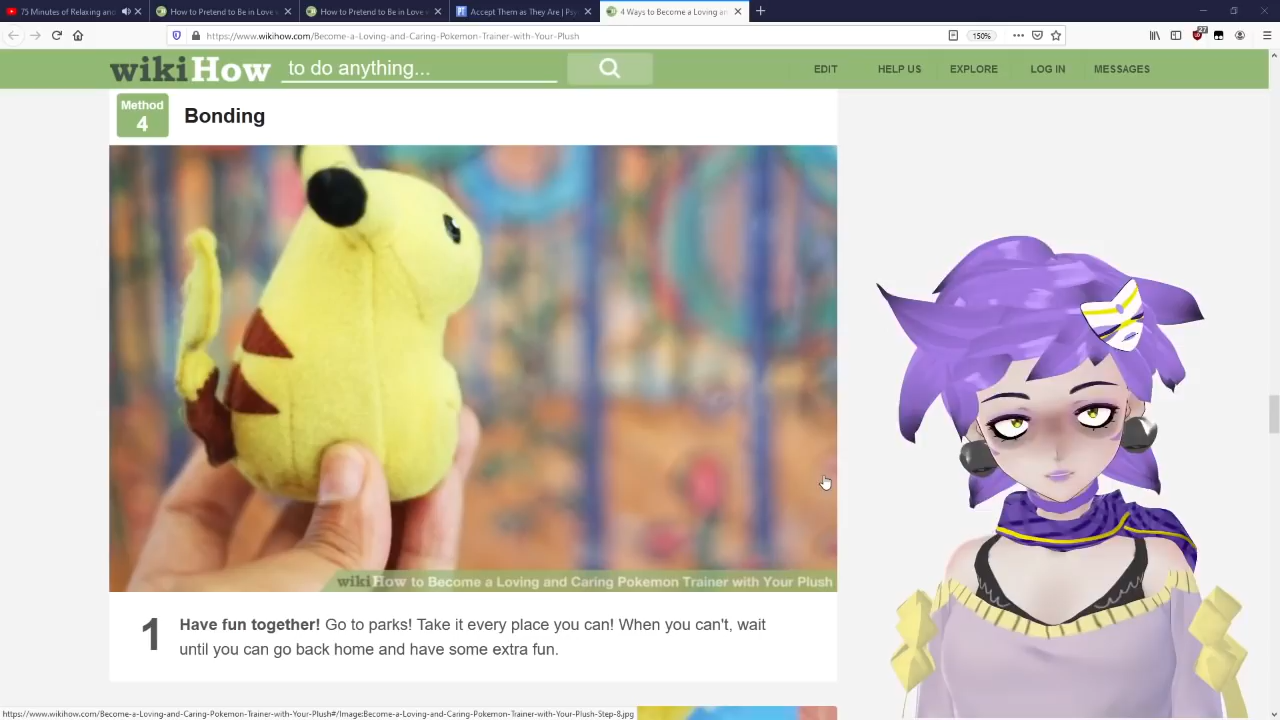 75 Minutes of Relaxing and
How to Pretend to Be in Love
How to Pretend to Be in Love
Accept Them as They Are | Psy
4 Ways to Become a Loving an
https://www.wikihow.com/Become-a-Loving-and-Caring-Pokemon-Trainer-with-Your-Plush
150%
wikiHow to do anything...
EDIT
HELP US
EXPLORE
LOG IN
MESSAGES
Method
4
Bonding
wikiHow to Become a Loving and Caring Pokemon Trainer with Your Plush
1
Have fun together! Go to parks! Take it every place you can! When you can't, wait
until you can go back home and have some extra fun.
https://www.wikihow.com/Become-a-Loving-and-Caring-Pokemon-Trainer-with-Your-Plush#/Image:Become-a-Loving-and-Caring-Pokemon-Trainer-with-Your-Plush-Step-8.jpg